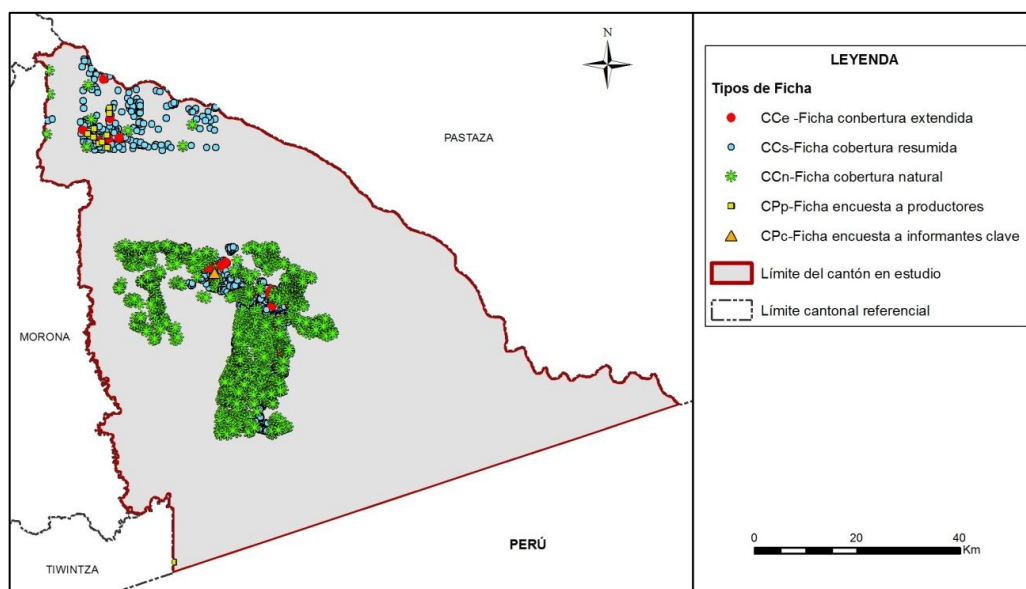 N
PASTAZA
MORONA
PERÚ
TIWINTZA
LEYENDA
Tipos de Ficha
CCe -Ficha conbertura extendida
CCs-Ficha cobertura resumida
CCn-Ficha cobertura natural
CPp-Ficha encuesta a productores
CPc-Ficha encuesta a informantes clave
Límite del cantón en estudio
Límite cantonal referencial
0 20 40
Km